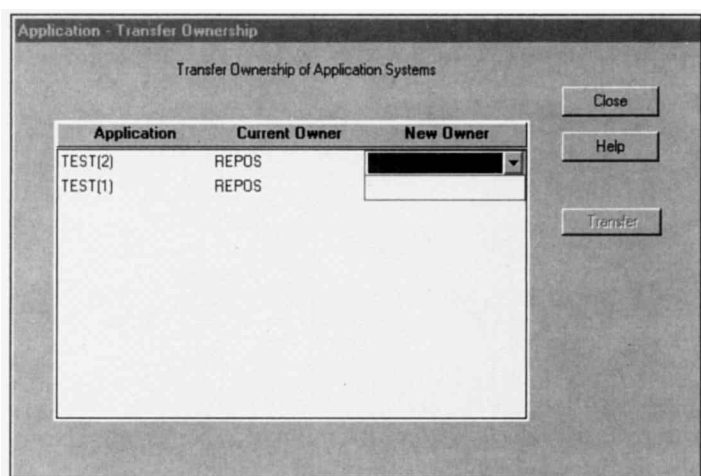 Application - Transfer Ownership
Transfer Ownership of Application Systems
Close
Help
Transfer
Application Current Owner New Owner
TEST(2) REPOS
TEST(1) REPOS